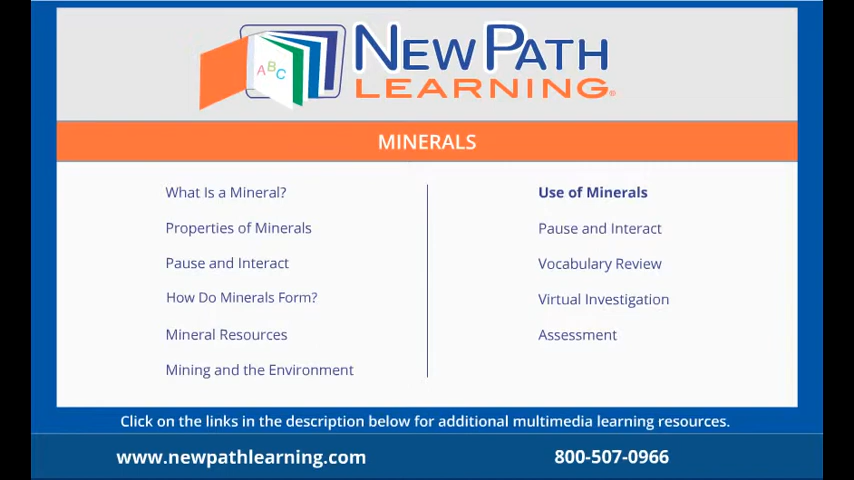 ABC
NEWPATH
LEARNING®
MINERALS
What Is a Mineral?
Properties of Minerals
Pause and Interact
How Do Minerals Form?
Mineral Resources
Mining and the Environment
Use of Minerals
Pause and Interact
Vocabulary Review
Virtual Investigation
Assessment
Click on the links in the description below for additional multimedia learning resources.
www.newpathlearning.com
800-507-0966